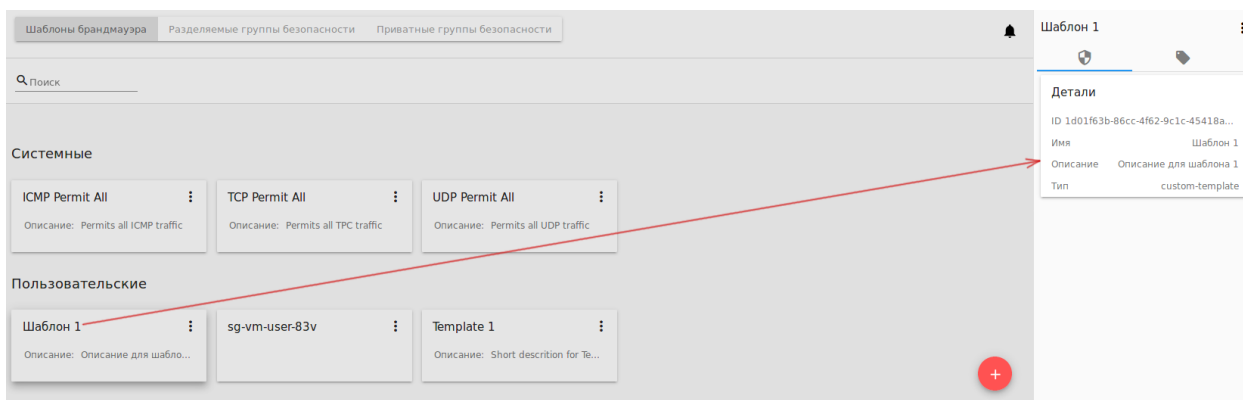 Шаблоны брандмауэра Разделяемые группы безопасности Приватные группы безопасности
Поиск
Системные
ICMP Permit All
Описание: Permits all ICMP traffic
TCP Permit All
Описание: Permits all TPC traffic
UDP Permit All
Описание: Permits all UDP traffic
Пользовательские
Шаблон 1
Описание: Описание для шабло...
sg-vm-user-83v
Template 1
Описание: Short descrition for Te...
Шаблон 1
Детали
ID 1d01f63b-86cc-4f62-9c1c-45418a...
Имя Шаблон 1
Описание Описание для шаблона 1
Тип custom-template